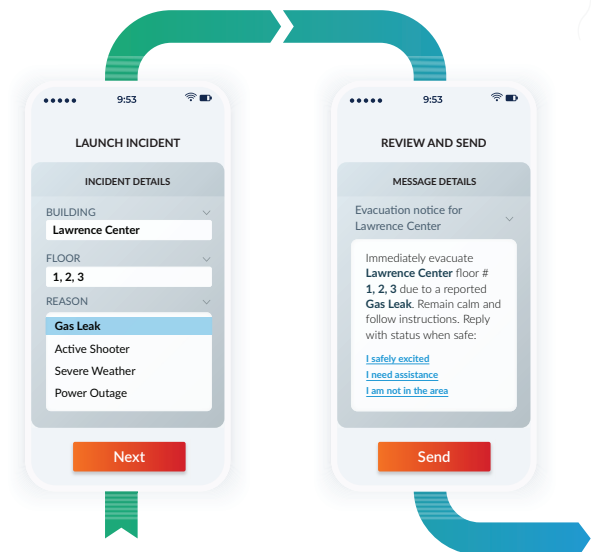 9:53
LAUNCH INCIDENT
INCIDENT DETAILS
BUILDING
Lawrence Center
FLOOR
1, 2, 3
REASON
Gas Leak
Active Shooter
Severe Weather
Power Outage
Next
9:53
REVIEW AND SEND
MESSAGE DETAILS
Evacuation notice for
Lawrence Center
Immediately evacuate
Lawrence Center floor #
1, 2, 3 due to a reported
Gas Leak. Remain calm and
follow instructions. Reply
with status when safe:
I safely excited
I need assistance
I am not in the area
Send